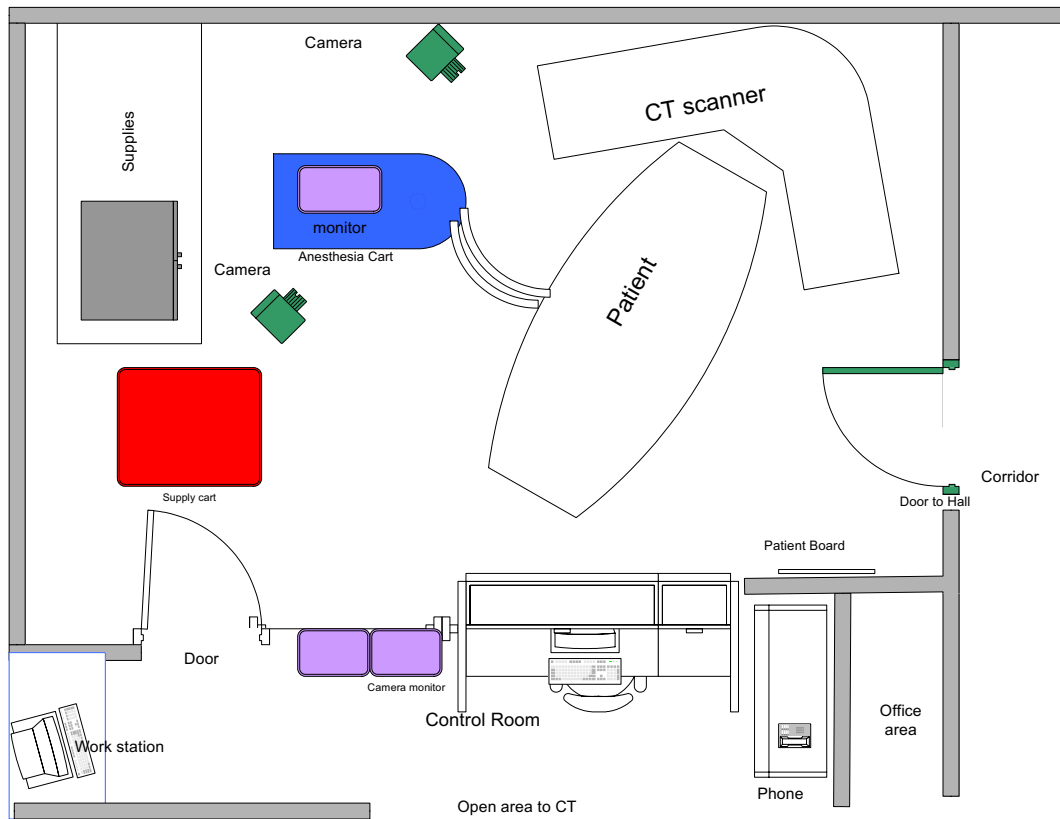 Camera
CT scanner
Supplies
monitor
Anesthesia Cart
Camera
Patient
Supply cart
Corridor
Door to Hall
Patient Board
Door
Camera monitor
Control Room
Work station
Office
area
Phone
Open area to CT